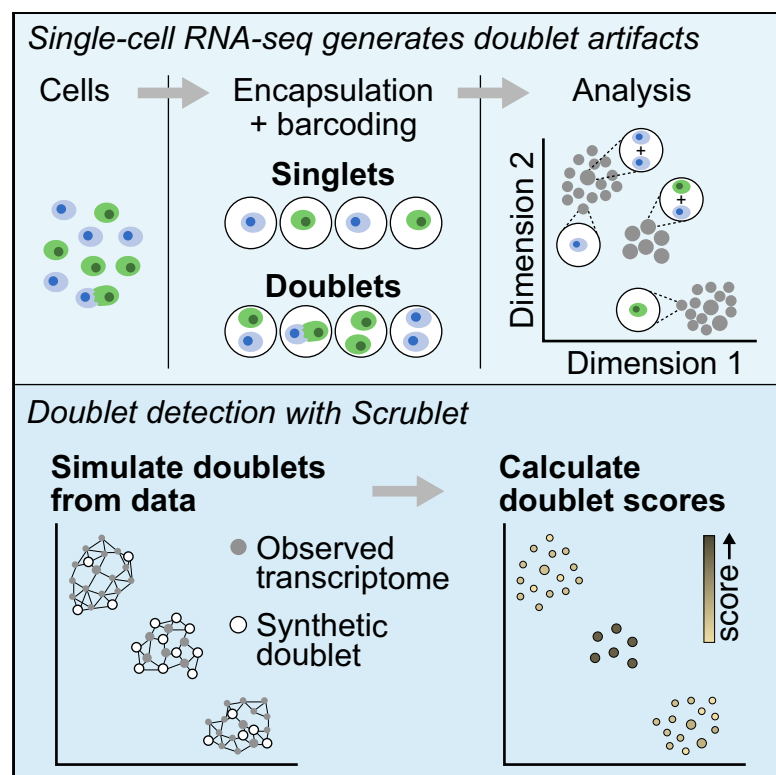 Single-cell RNA-seq generates doublet artifacts
Cells
Encapsulation
+ barcoding
Analysis
Singlets
Doublets
+
+
Dimension 2
Dimension 1
Doublet detection with Scrublet
Simulate doublets
from data
Calculate
doublet scores
Observed
transcriptome
Synthetic
doublet
score